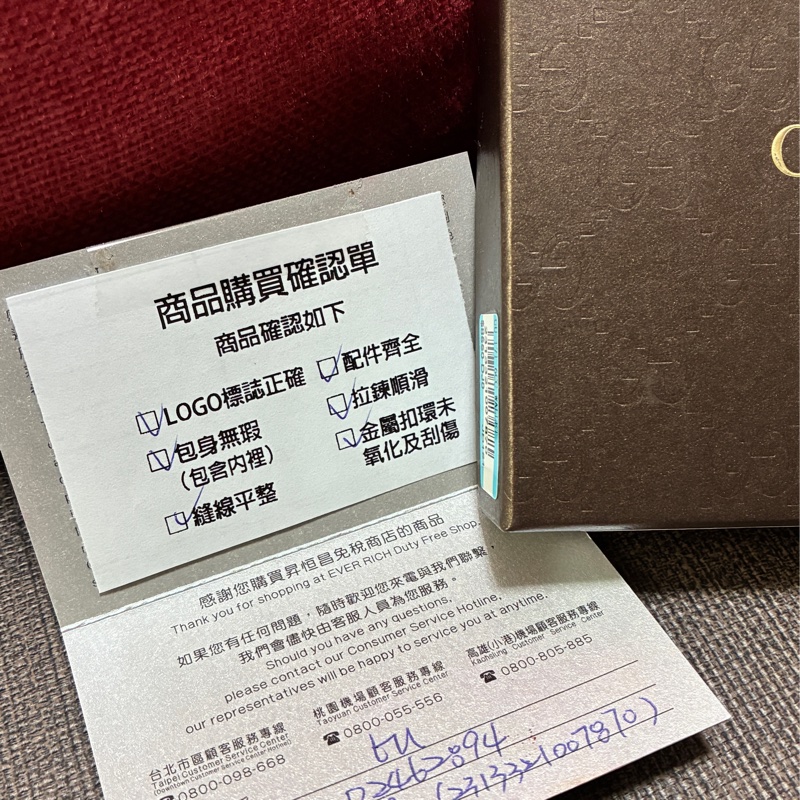 商品購買確認單
商品確認如下
LOGO標誌正確
包身無瑕
(包含內裡)
縫線平整
配件齊全
拉鍊順滑
金屬扣環未
氧化及刮傷
感謝您購買昇恒昌免稅商店的商品
Thank you for shopping at EVER RICH Duty Free Shop.
如果您有任何問題，隨時歡迎您來電與我們聯繫，
我們會儘快由客服人員為您服務。
Should you have any questions,
please contact our Consumer Service Hotline,
our representatives will be happy to service you at anytime.
台北市區顧客服務專線
Taipei Customer Service Center
(Downtown Customer Service Center Hotline)
0800-098-668
桃園機場顧客服務專線
Taoyuan Customer Service Center
0800-055-556
高雄(小港)機場顧客服務專線
Kaohsiung Customer Service Center
0800-805-885
02462894
(2313321007870)